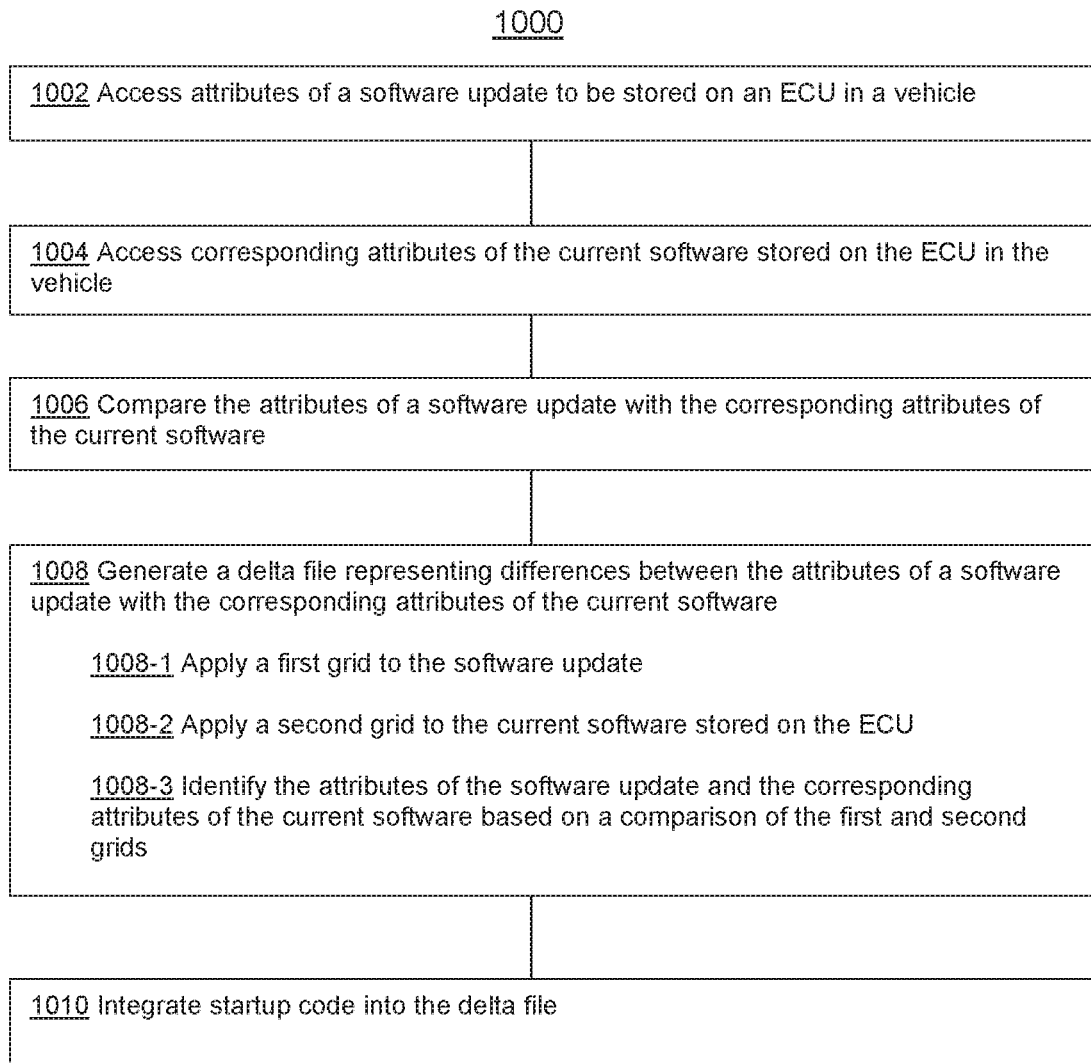 1000
1002 Access attributes of a software update to be stored on an ECU in a vehicle
1004 Access corresponding attributes of the current software stored on the ECU in the
vehicle
1006 Compare the attributes of a software update with the corresponding attributes of
the current software
1008 Generate a delta file representing differences between the attributes of a software
update with the corresponding attributes of the current software
1008-1 Apply a first grid to the software update
1008-2 Apply a second grid to the current software stored on the ECU
1008-3 Identify the attributes of the software update and the corresponding
attributes of the current software based on a comparison of the first and second
grids
1010 Integrate startup code into the delta file